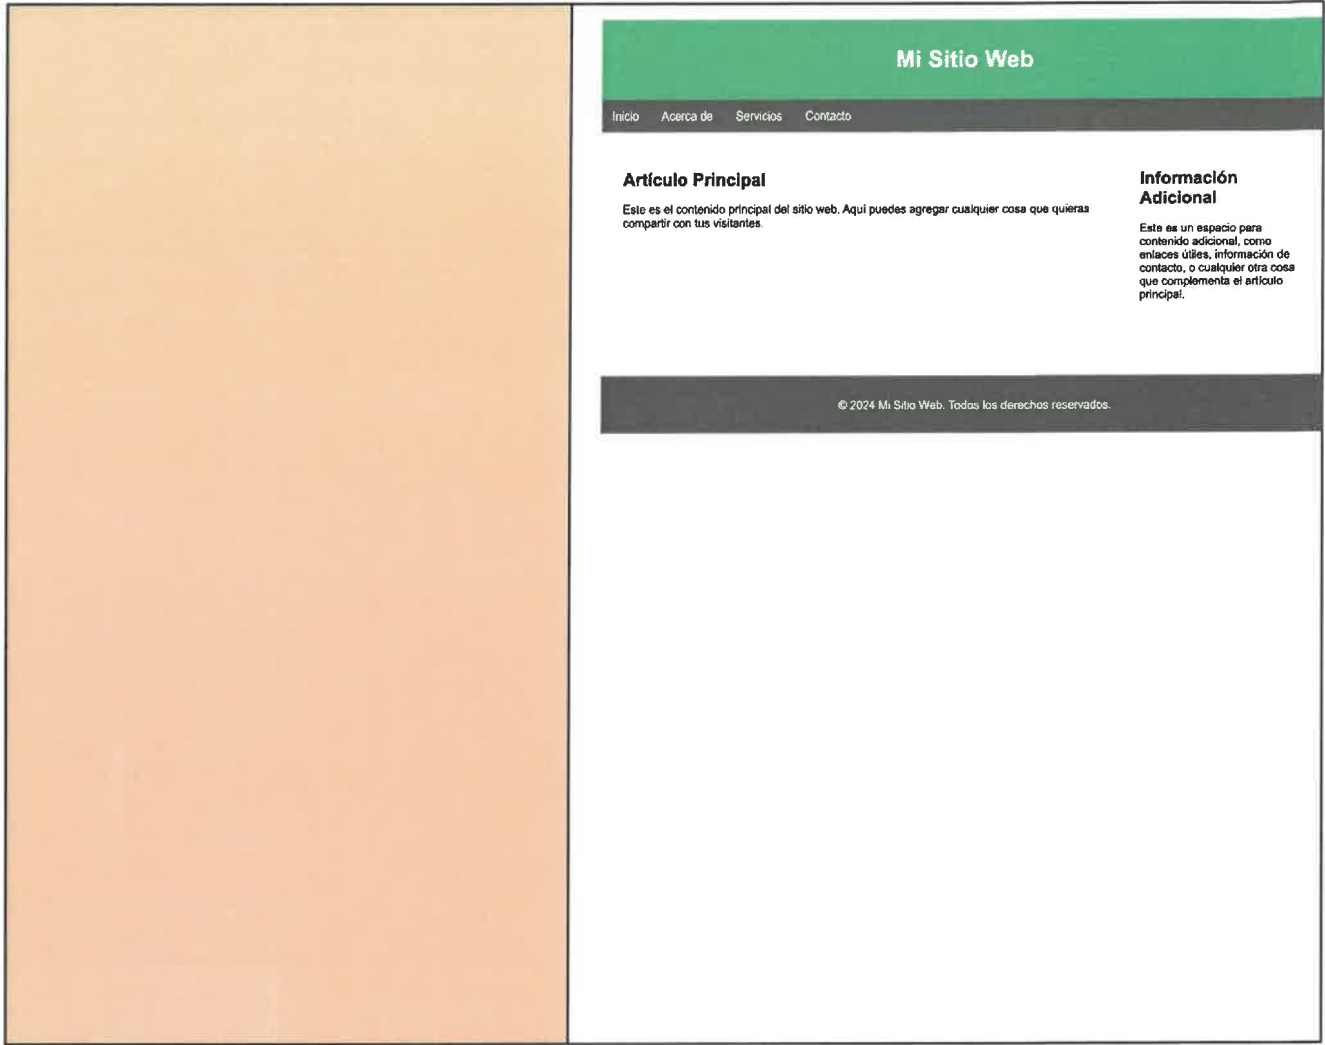 Mi Sitio Web
Inicio Acerca de Servicios Contacto
Artículo Principal
Este es el contenido principal del sitio web. Aquí puedes agregar cualquier cosa que quieras
compartir con tus visitantes.
Información
Adicional
Este es un espacio para
contenido adicional, como
enlaces útiles, información de
contacto, o cualquier otra cosa
que complementa el artículo
principal.
© 2024 Mi Sitio Web. Todos los derechos reservados.